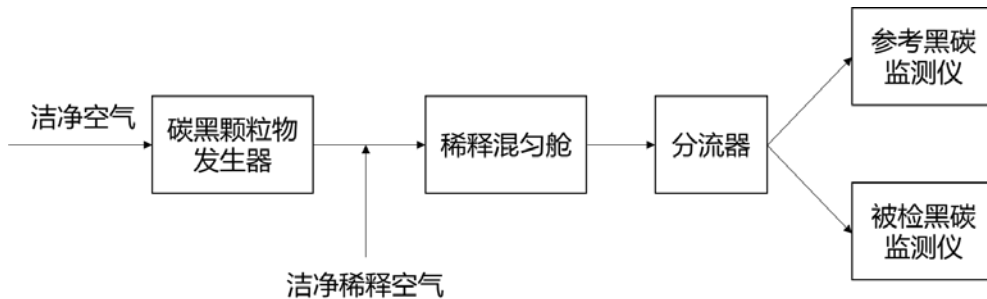 洁净空气
碳黑颗粒物
发生器
洁净稀释空气
稀释混匀舱
分流器
参考黑碳
监测仪
被检黑碳
监测仪